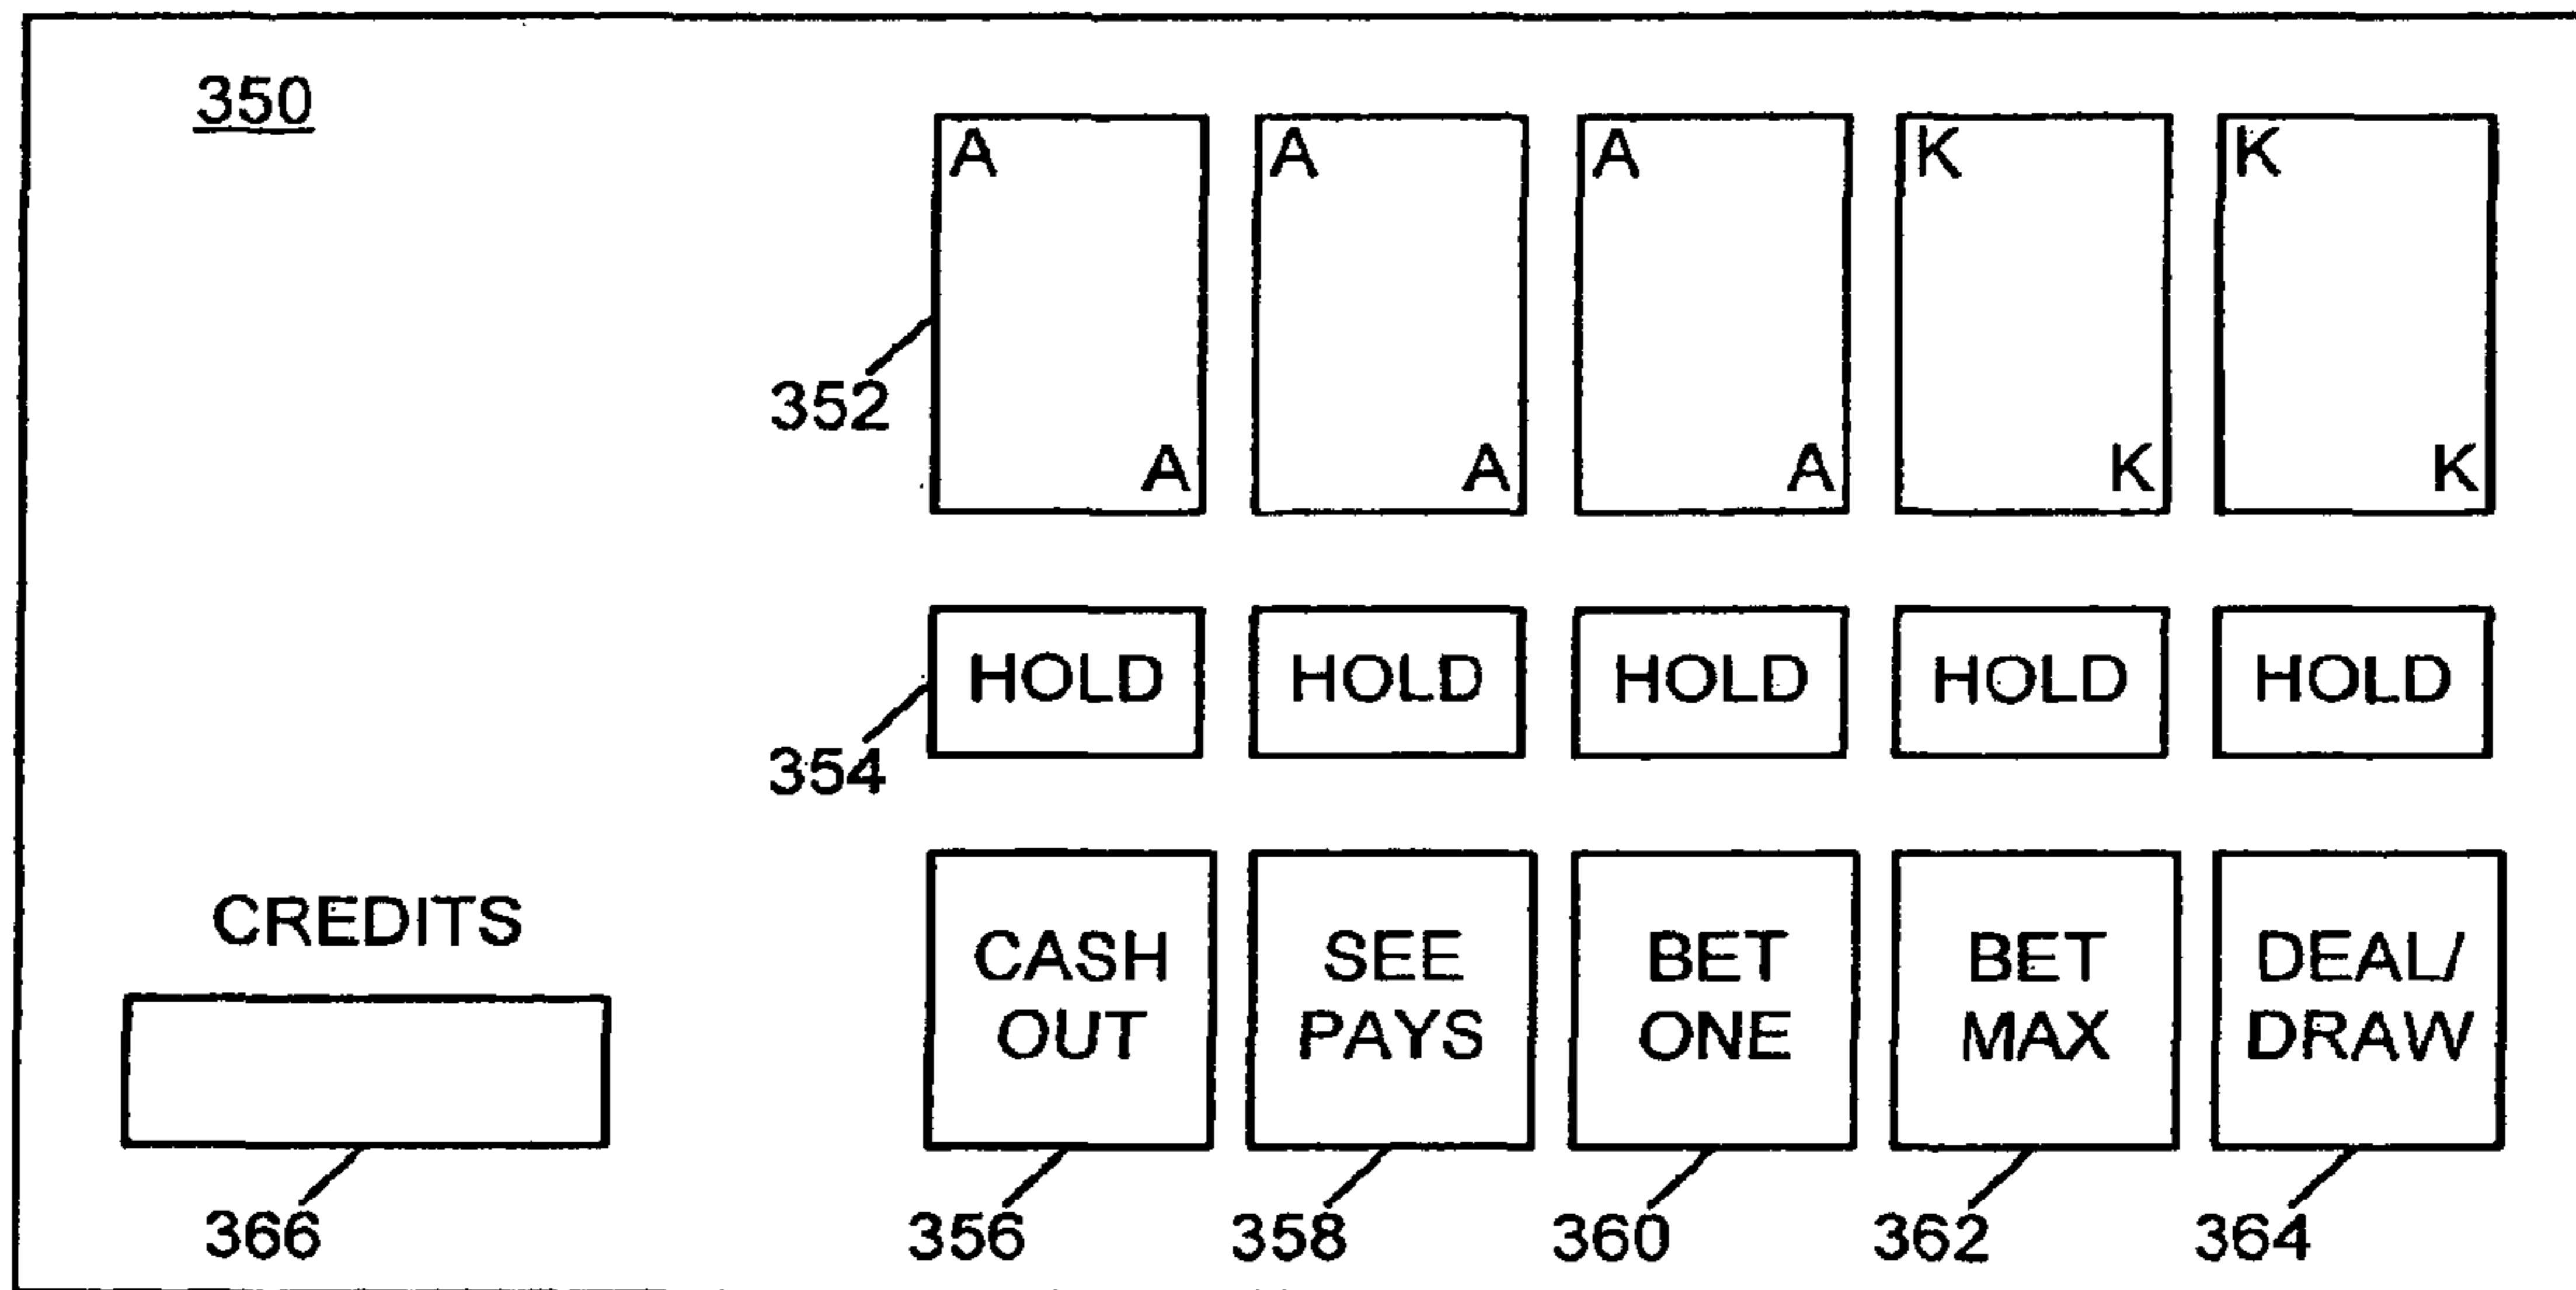 350
A A A K K
352
A A A K K
HOLD HOLD HOLD HOLD HOLD
354
CREDITS
CASH OUT
SEE PAYS
BET ONE
BET MAX
DEAL/ DRAW
366 356 358 360 362 364